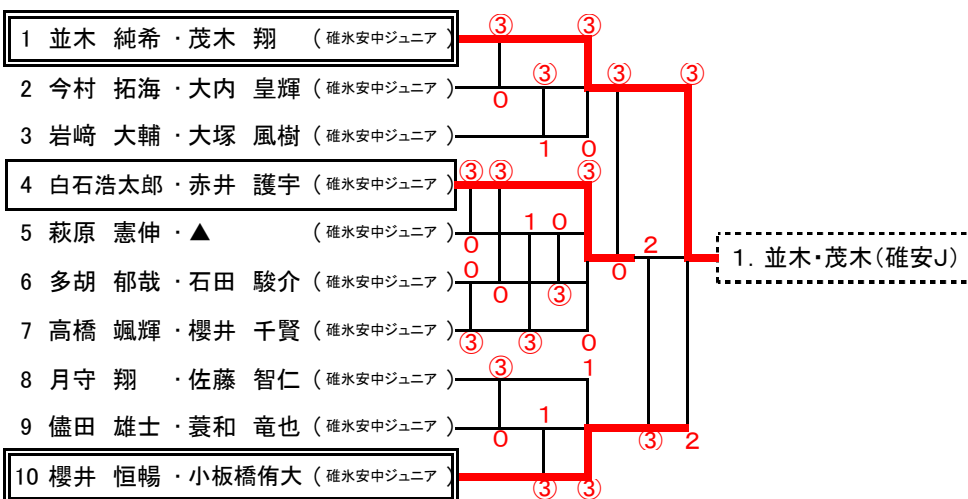 ③ ③
1 並木 純希 ・茂木 翔 （碓氷安中ジュニア）
③ ③ ③
2 今村 拓海 ・大内 皇輝（碓氷安中ジュニア）
0
3 岩﨑 大輔 ・大塚 風樹（碓氷安中ジュニア）
1 0
③ ③ ③
4 白石浩太郎 ・赤井 護宇（碓氷安中ジュニア）
1 0
5 萩原 憲伸 ・▲ （碓氷安中ジュニア）
0 2
1．並木・茂木（碓安J）
0 0
6 多胡 郁哉 ・石田 駿介（碓氷安中ジュニア）
0 ③
7 高橋 颯輝 ・櫻井 千賢（碓氷安中ジュニア）
③ ③ 0
③ 1
8 月守 翔 ・佐藤 智仁（碓氷安中ジュニア）
1
9 儘田 雄士 ・蓑和 竜也（碓氷安中ジュニア）
0 ③ 2
10 櫻井 恒暢 ・小板橋侑大（碓氷安中ジュニア）
③ ③